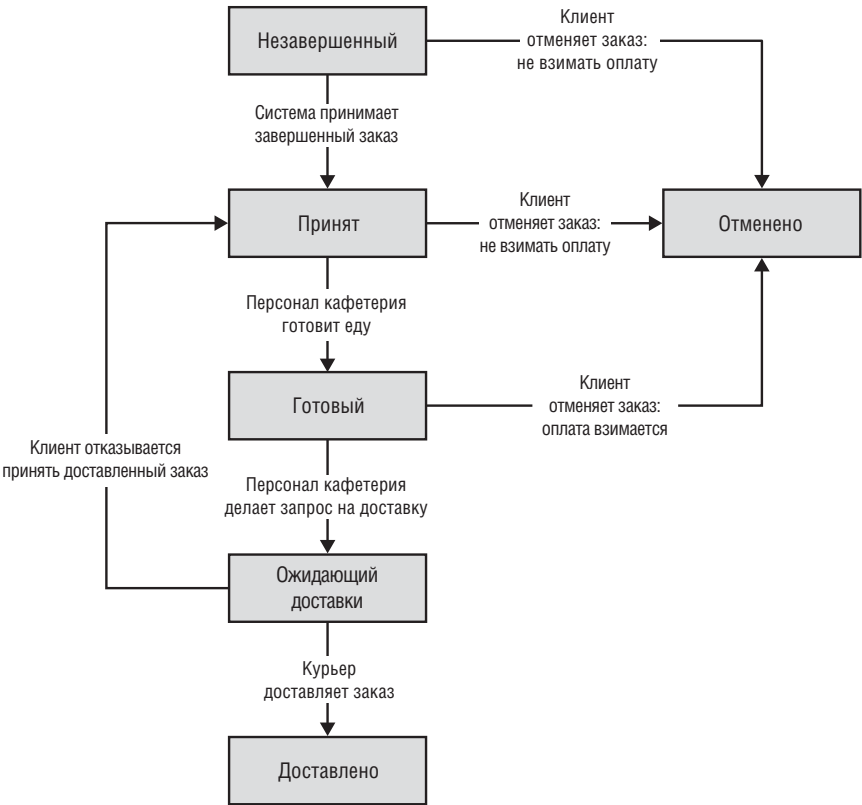 Незавершенный
Клиент
отменяет заказ:
не взимать оплату
Система принимает
завершенный заказ
Принят
Клиент
отменяет заказ:
не взимать оплату
Отменено
Персонал кафетерия
готовит еду
Готовый
Клиент
отменяет заказ:
оплата взимается
Клиент отказывается
принять доставленный заказ
Персонал кафетерия
делает запрос на доставку
Ожидающий
доставки
Курьер
доставляет заказ
Доставлено